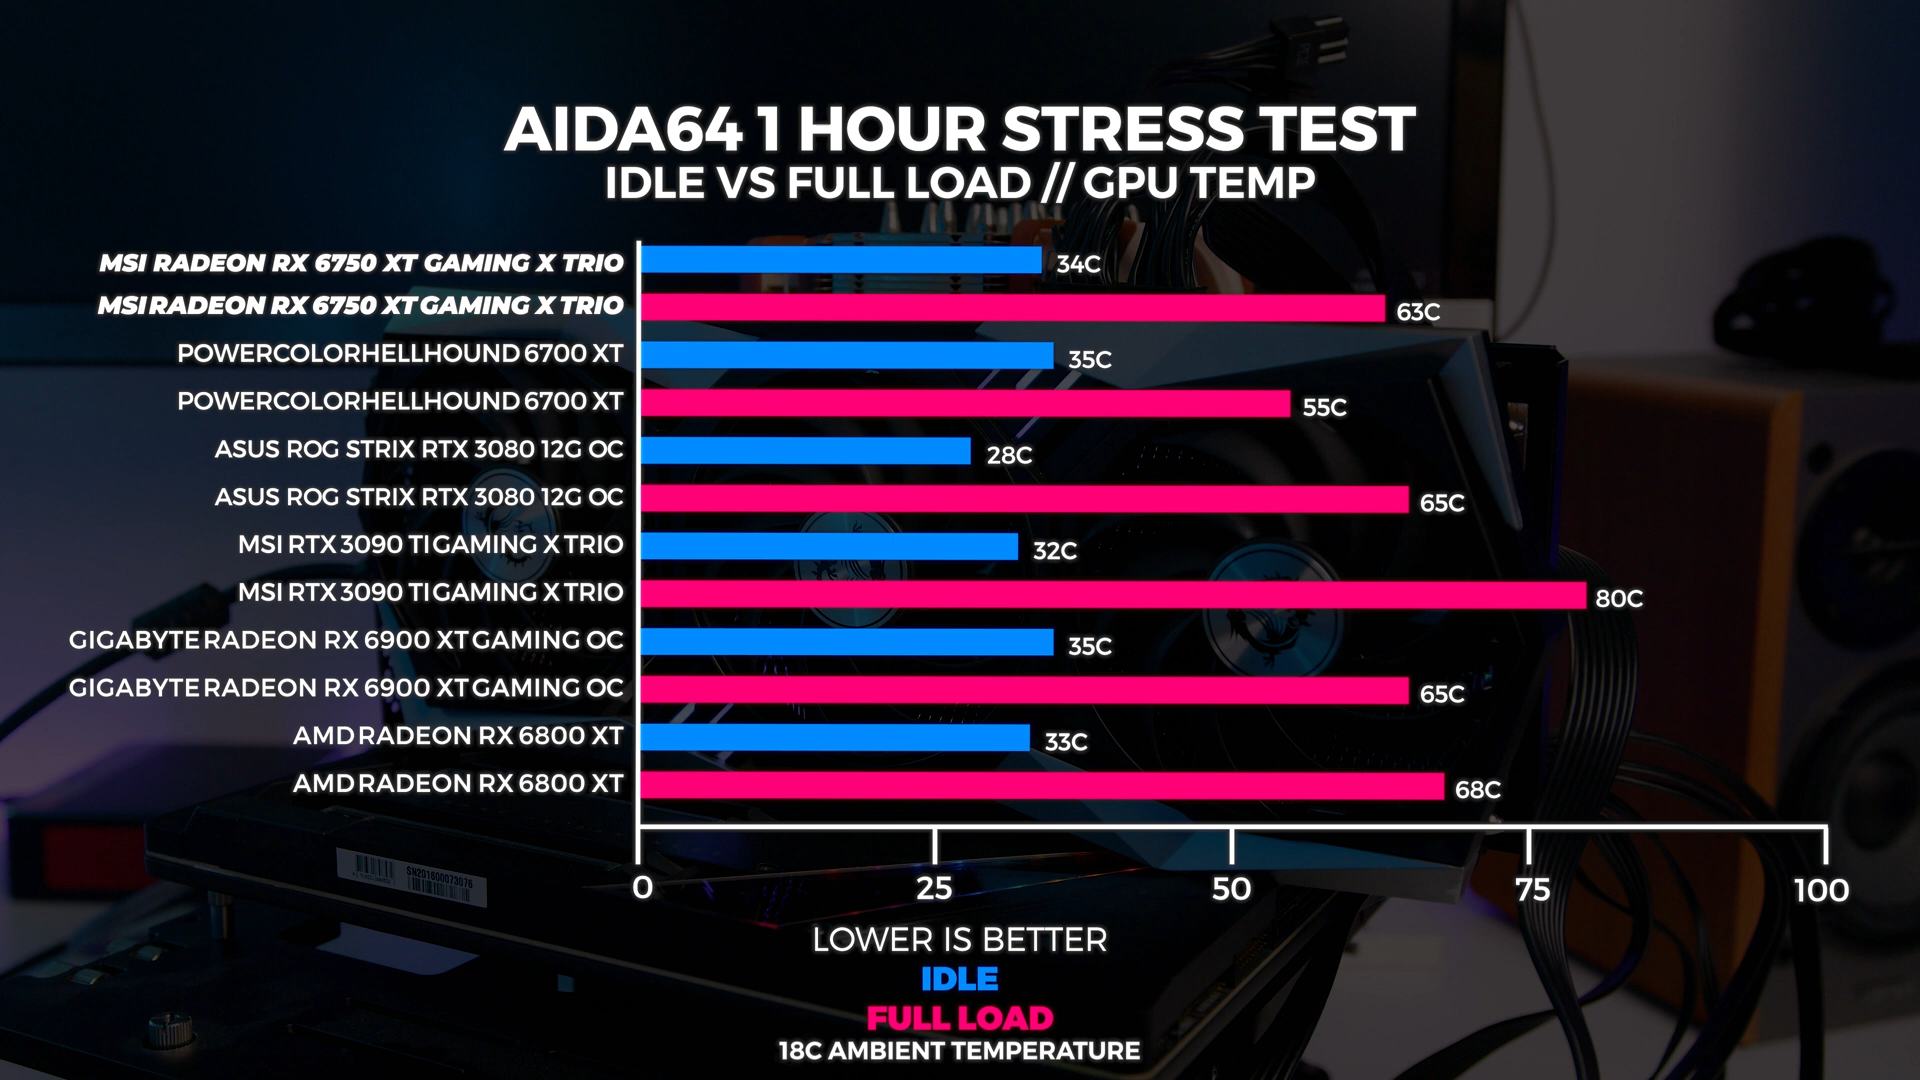 AIDA64 1 HOUR STRESS TEST
IDLE VS FULL LOAD // GPU TEMP
MSI RADEON RX 6750 XT GAMING X TRIO 34C
MSI RADEON RX 6750 XT GAMING X TRIO 63C
POWERCOLOR HELLHOUND 6700 XT 35C
POWERCOLOR HELLHOUND 6700 XT 55C
ASUS ROG STRIX RTX 3080 12G OC 28C
ASUS ROG STRIX RTX 3080 12G OC 65C
MSI RTX 3090 TI GAMING X TRIO 32C
MSI RTX 3090 TI GAMING X TRIO 80C
GIGABYTE RADEON RX 6900 XT GAMING OC 35C
GIGABYTE RADEON RX 6900 XT GAMING OC 65C
AMD RADEON RX 6800 XT 33C
AMD RADEON RX 6800 XT 68C
0 25 50 75 100
SN201600073076
LOWER IS BETTER
IDLE
FULL LOAD
18C AMBIENT TEMPERATURE